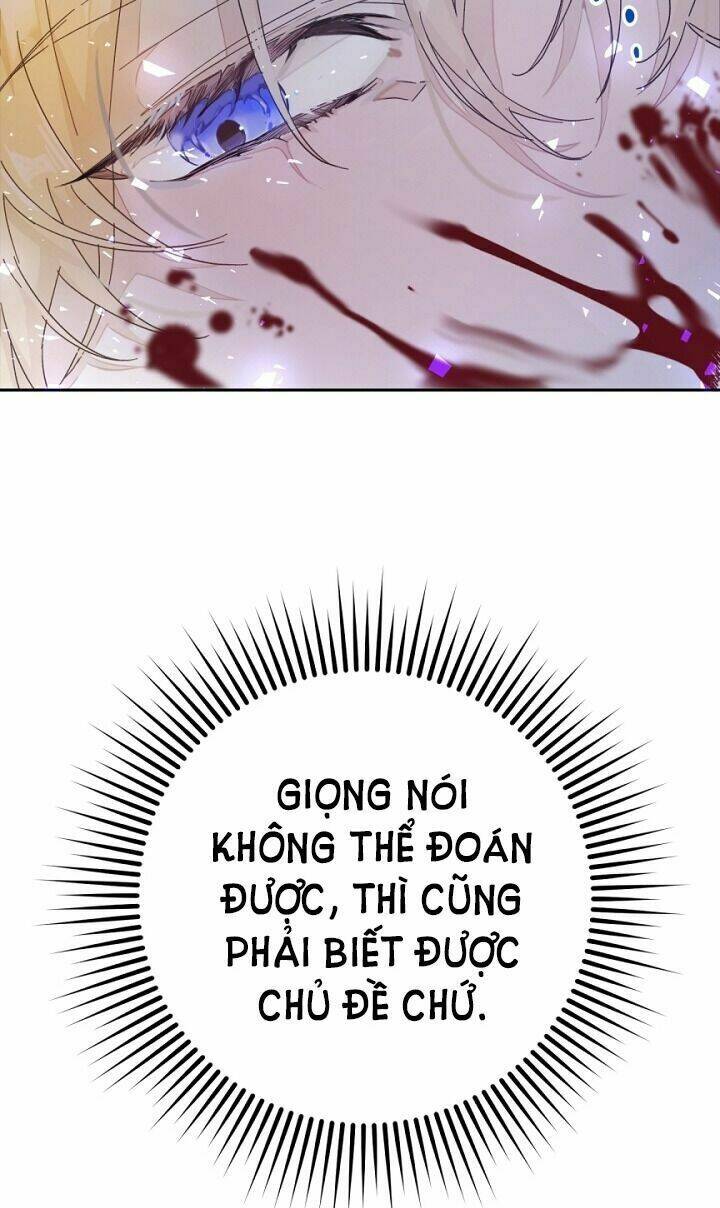 GIỌNG NÓI
KHÔNG THỂ ĐOÁN
ĐƯỢC, THÌ CŨNG
PHẢI BIẾT ĐƯỢC
CHỦ ĐỀ CHỨ.